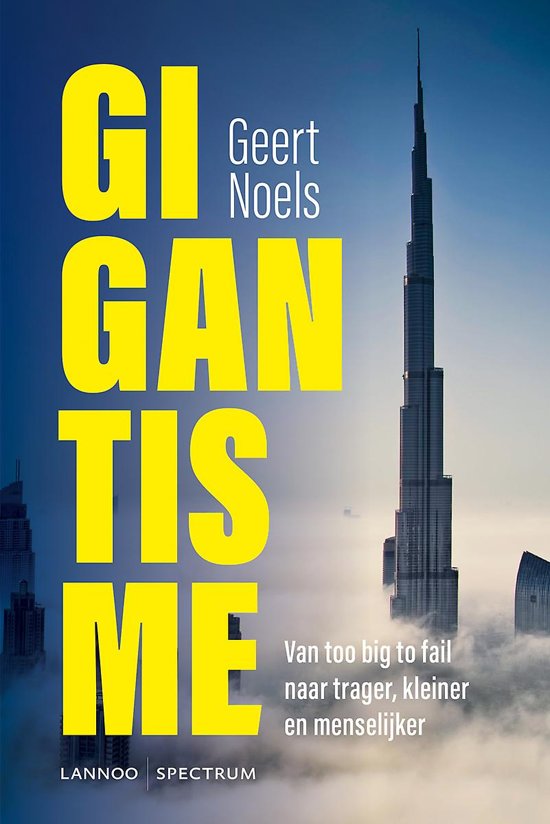 GI
GAN
TIS
ME
Geert
Noels
Van too big to fail
naar trager, kleiner
en menselijker
LANNOO | SPECTRUM